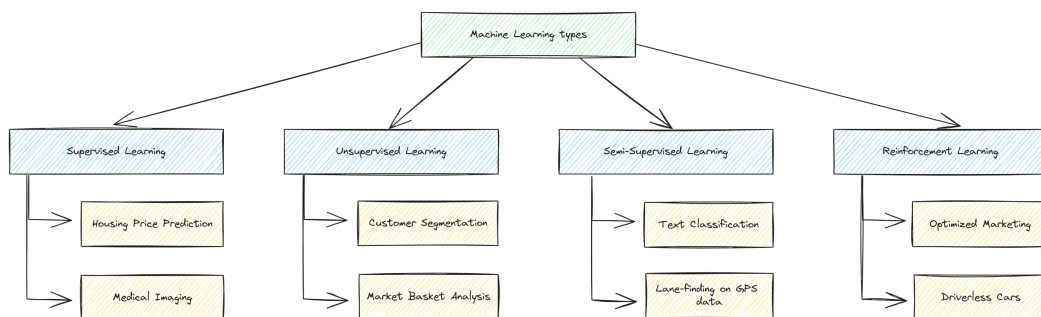 Machine Learning types
Supervised Learning
Unsupervised Learning
Semi-Supervised Learning
Reinforcement Learning
Housing Price Prediction
Customer Segmentation
Text Classification
Optimized Marketing
Medical Imaging
Market Basket Analysis
Lane-finding on GPS
data
Driverless Cars